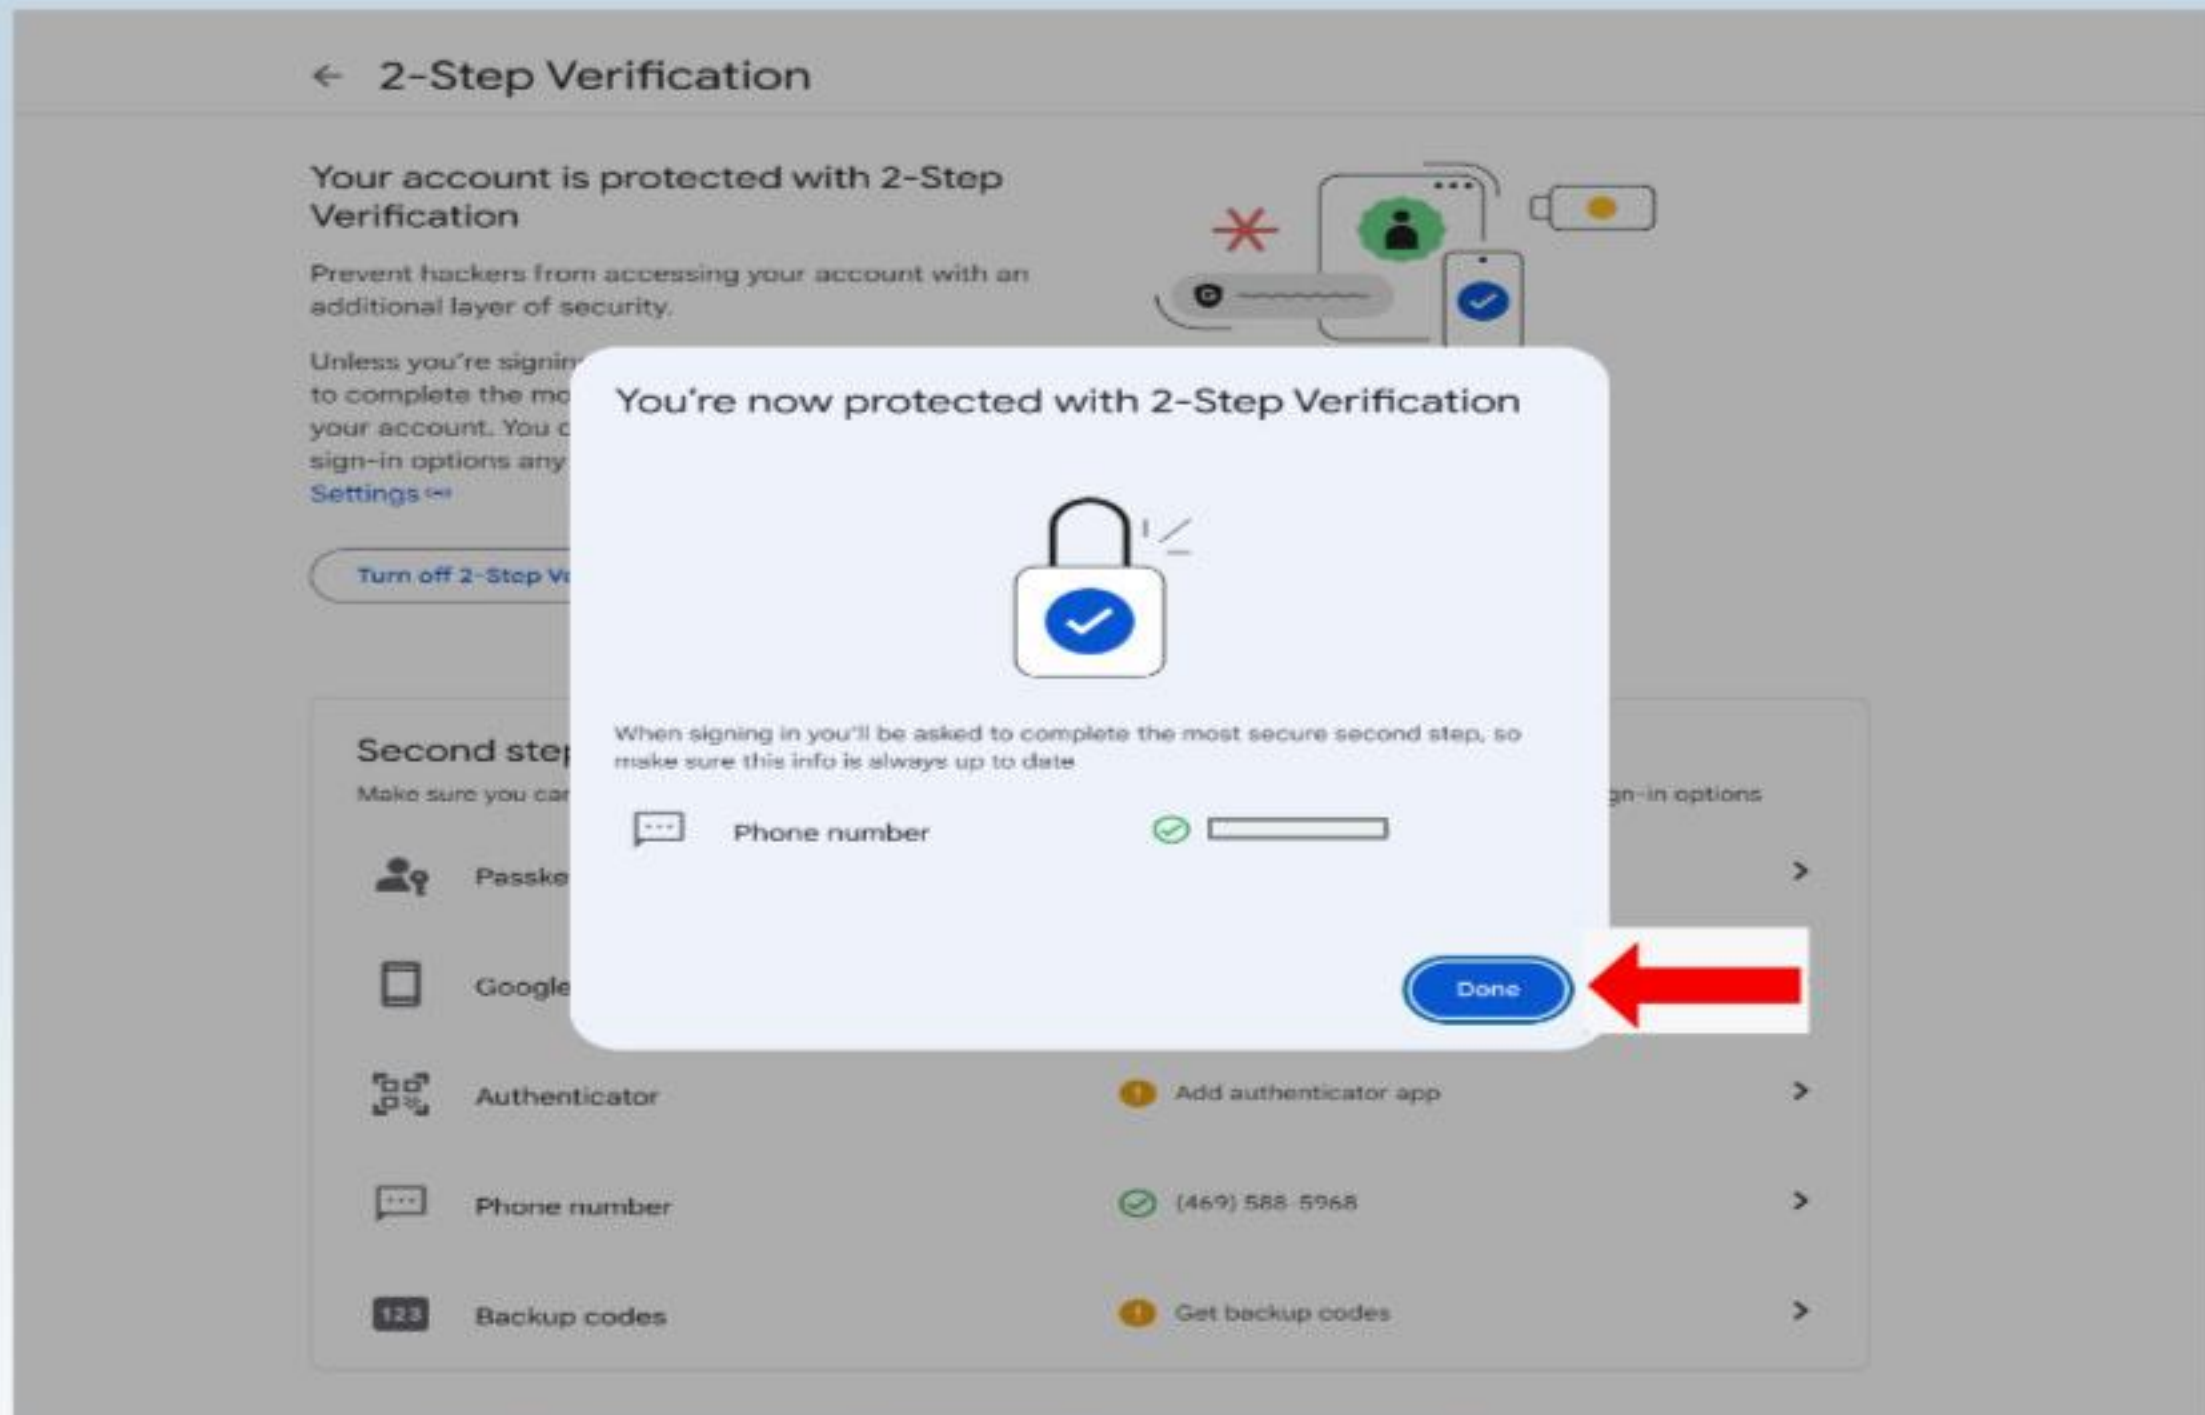 2-Step Verification
Your account is protected with 2-Step
Verification
Prevent hackers from accessing your account with an
additional layer of security.
Unless you're signin
to complete the mo
your account. You c
sign-in options any
Settings
Turn off 2-Step Ve
You're now protected with 2-Step Verification
When signing in you'll be asked to complete the most secure second step, so
make sure this info is always up to date
Phone number
Done
Second step
Make sure you can
gn-in options
Passke
Google
Authenticator
Add authenticator app
Phone number
(469) 588-5968
123
Backup codes
Get backup codes